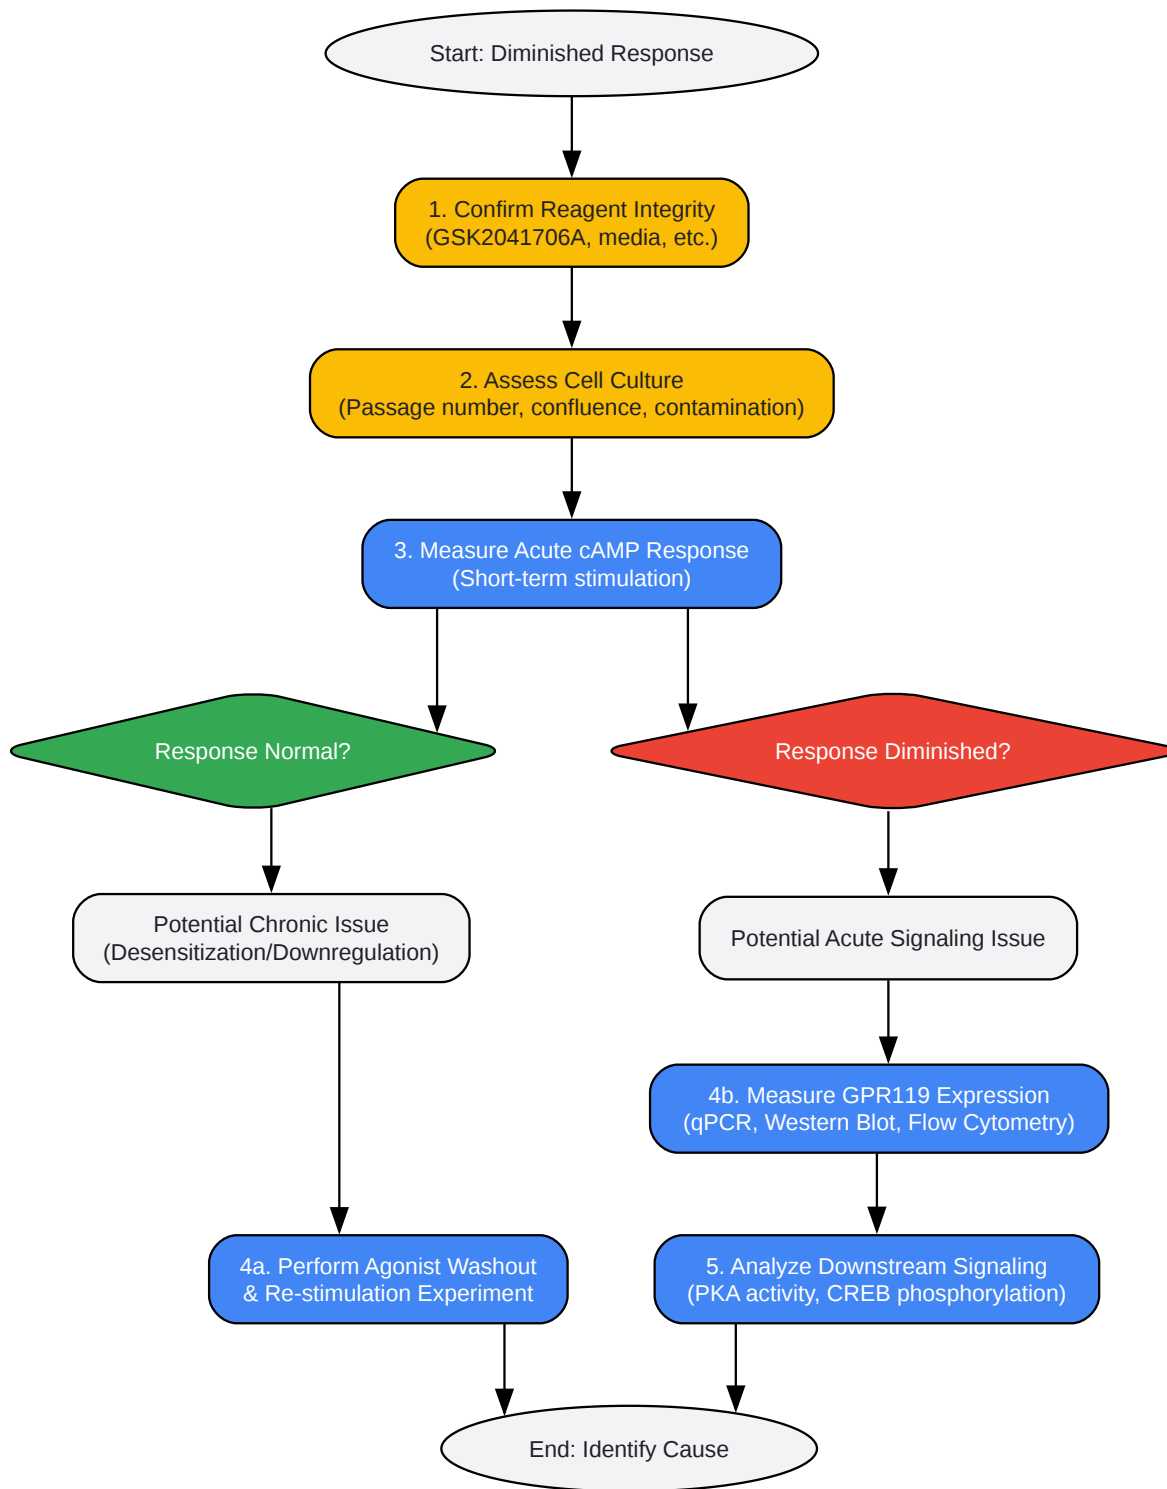 Start: Diminished Response
1. Confirm Reagent Integrity
(GSK2041706A, media, etc.)
2. Assess Cell Culture
(Passage number, confluence, contamination)
3. Measure Acute cAMP Response
(Short-term stimulation)
Response Normal?
Response Diminished?
Potential Chronic Issue
(Desensitization/Downregulation)
Potential Acute Signaling Issue
4b. Measure GPR119 Expression
(qPCR, Western Blot, Flow Cytometry)
4a. Perform Agonist Washout
& Re-stimulation Experiment
5. Analyze Downstream Signaling
(PKA activity, CREB phosphorylation)
End: Identify Cause